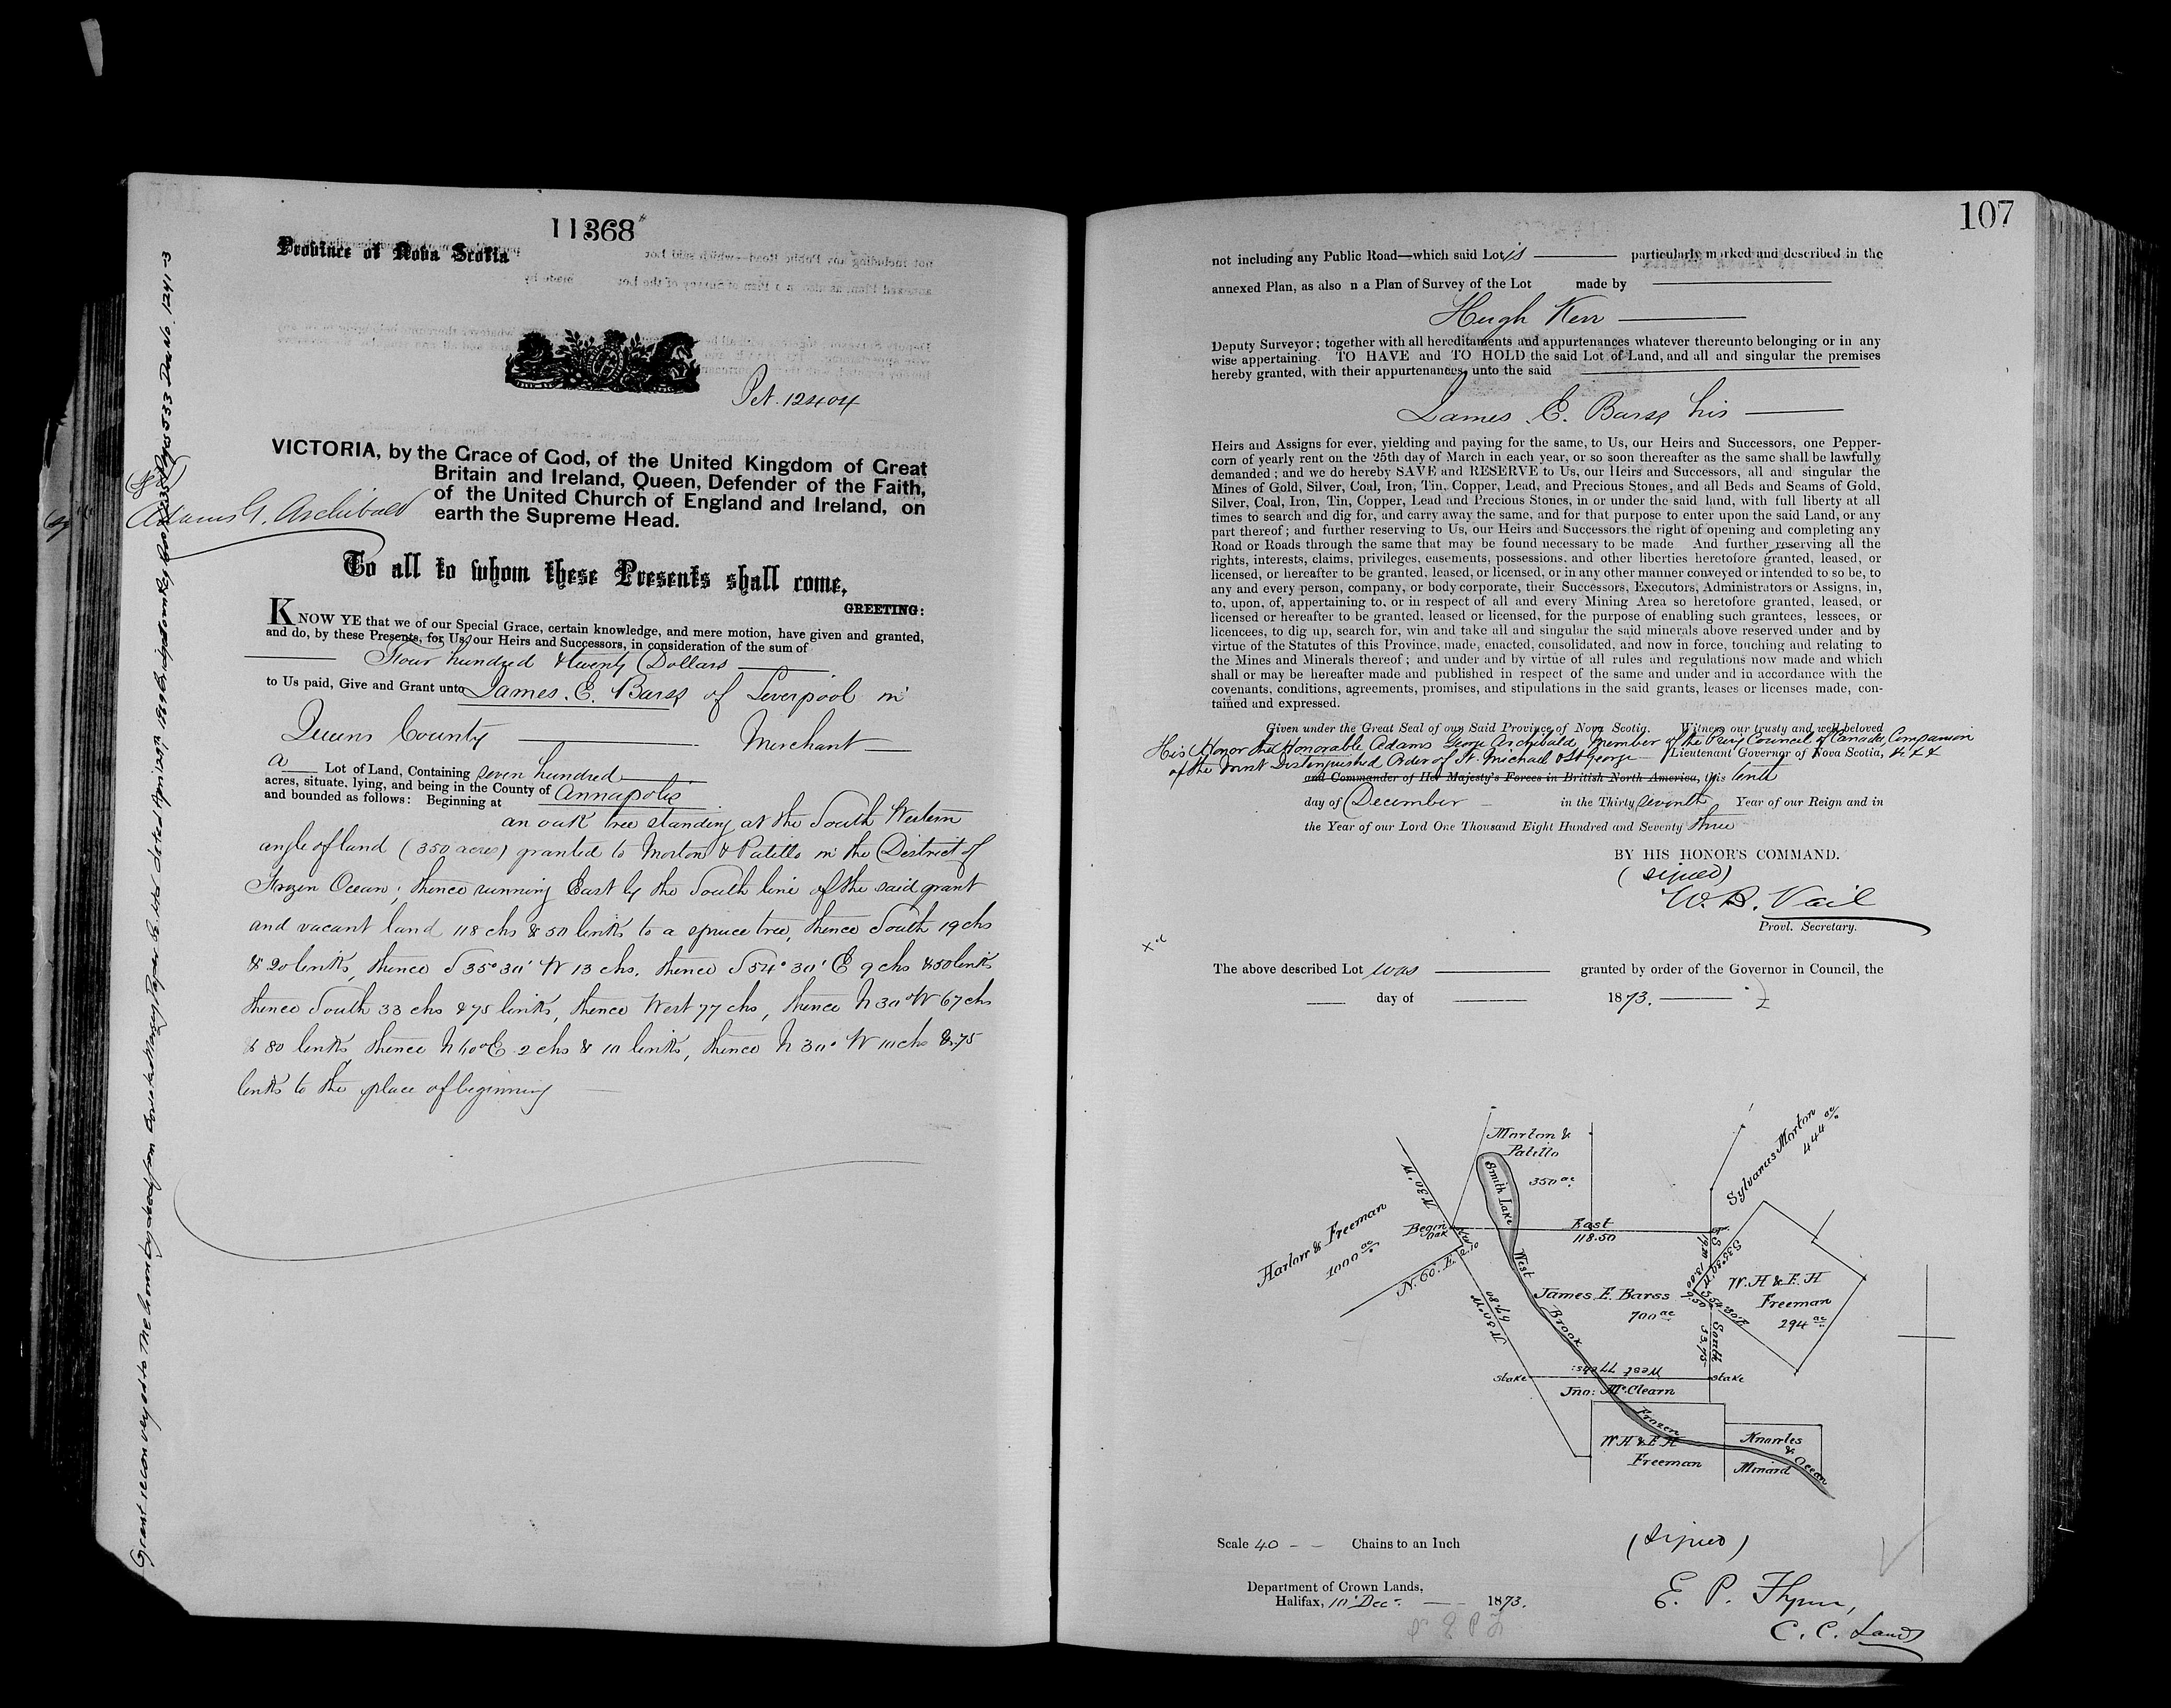 11368
Province of Nova Scotia
Pet. 12404
VICTORIA, by the Grace of God, of the United Kingdom of Great
Britain and Ireland, Queen, Defender of the Faith,
of the United Church of England and Ireland, on
earth the Supreme Head.
Adams G. Archibald
To all to whom these Presents shall come,
GREETING:
KNOW YE that we of our Special Grace, certain knowledge, and mere motion, have given and granted,
and do, by these Presents, for Us, our Heirs and Successors, in consideration of the sum of
Four hundred & twenty Dollars
to Us paid, Give and Grant unto James. E. Barss of Liverpool in
Queens County Merchant
a Lot of Land, Containing seven hundred
acres, situate, lying, and being in the County of Annapolis
and bounded as follows: Beginning at
an oak tree standing at the South Western
angle of land (350 acres) granted to Morton & Patillo in the District of
Frozen Ocean; thence running East by the South line of the said grant
and vacant land 118 chs & 50 links to a spruce tree, thence South 19 chs
& 20 links, thence S 35° 30' W 13 chs. thence S 54° 30' E 9 chs & 50 links
thence South 33 chs & 75 links, thence West 77 chs, thence N 30° W 67 chs
& 80 links, thence N 60° E 2 chs & 10 links, thence N 30° W 10 chs & 75
links to the place of beginning
Grant reconveyed to the Crown by deed from Bowater Mersey Paper Co. Ltd. dated April
107
not including any Public Road—which said Lot is particularly marked and described in the
annexed Plan, as also n a Plan of Survey of the Lot made by
Hugh Kerr
Deputy Surveyor; together with all hereditaments and appurtenances whatever thereunto belonging or in any
wise appertaining. TO HAVE and TO HOLD the said Lot of Land, and all and singular the premises
hereby granted, with their appurtenances, unto the said
James E. Barss his
Heirs and Assigns for ever, yielding and paying for the same, to Us, our Heirs and Successors, one Pepper-
corn of yearly rent on the 25th day of March in each year, or so soon thereafter as the same shall be lawfully
demanded; and we do hereby SAVE and RESERVE to Us, our Heirs and Successors, all and singular the
Mines of Gold, Silver, Coal, Iron, Tin, Copper, Lead, and Precious Stones, and all Beds and Seams of Gold,
Silver, Coal, Iron, Tin, Copper, Lead and Precious Stones, in or under the said land, with full liberty at all
times to search and dig for, and carry away the same, and for that purpose to enter upon the said Land, or any
part thereof; and further reserving to Us, our Heirs and Successors the right of opening and completing any
Road or Roads through the same that may be found necessary to be made And further reserving all the
rights, interests, claims, privileges, easements, possessions, and other liberties heretofore granted, leased, or
licensed, or hereafter to be granted, leased, or licensed, or in any other manner conveyed or intended to so be, to
any and every person, company, or body corporate, their Successors, Executors, Administrators or Assigns, in,
to, upon, of, appertaining to, or in respect of all and every Mining Area so heretofore granted, leased, or
licensed or hereafter to be granted, leased or licensed, for the purpose of enabling such grantees, lessees, or
licencees, to dig up, search for, win and take all and singular the said minerals above reserved under and by
virtue of the Statutes of this Province, made, enacted, consolidated, and now in force, touching and relating to
the Mines and Minerals thereof; and under and by virtue of all rules and regulations now made and which
shall or may be hereafter made and published in respect of the same and under and in accordance with the
covenants, conditions, agreements, promises, and stipulations in the said grants, leases or licenses made, con-
tained and expressed.
Given under the Great Seal of our Said Province of Nova Scotia. Witness our trusty and well beloved
His Honor the Honorable Adams George Archibald, Member of the Privy Council of Canada, Companion
of the Most Distinguished Order of St. Michael & St George Lieutenant Governor of Nova Scotia, &c &c
and Commander of Her Majesty's Forces in British North America, this tenth
day of December in the Thirty seventh Year of our Reign and in
the Year of our Lord One Thousand Eight Hundred and Seventy three
BY HIS HONOR'S COMMAND.
(signed)
W. B. Vail
Provl. Secretary.
The above described Lot was granted by order of the Governor in Council, the
day of 1873.
Morton &
Patillo
350 ac.
Smith Lake
Sylvanus Morton
444 ac
N 30° W
Harlow & Freeman
1000 ac.
Begin
Oak
2.10
N. 60°. E.
East
118.50
S. 35° 30' W
13.00
W. H & E. H
Freeman
294 ac
West
Brook
James E. Barss
700 ac
S 54° 30' E
9.50
South
33.75
67.80
N 30° W
West 77 chs:
stake
stake
Jno: McClearn
Frozen
Ocean
W H & E H
Freeman
Knowles
&
Minard
Scale 40 Chains to an Inch
(signed)
Department of Crown Lands,
Halifax, 10' Dec. 1873.
E. P. Flynn,
C. C. Lands